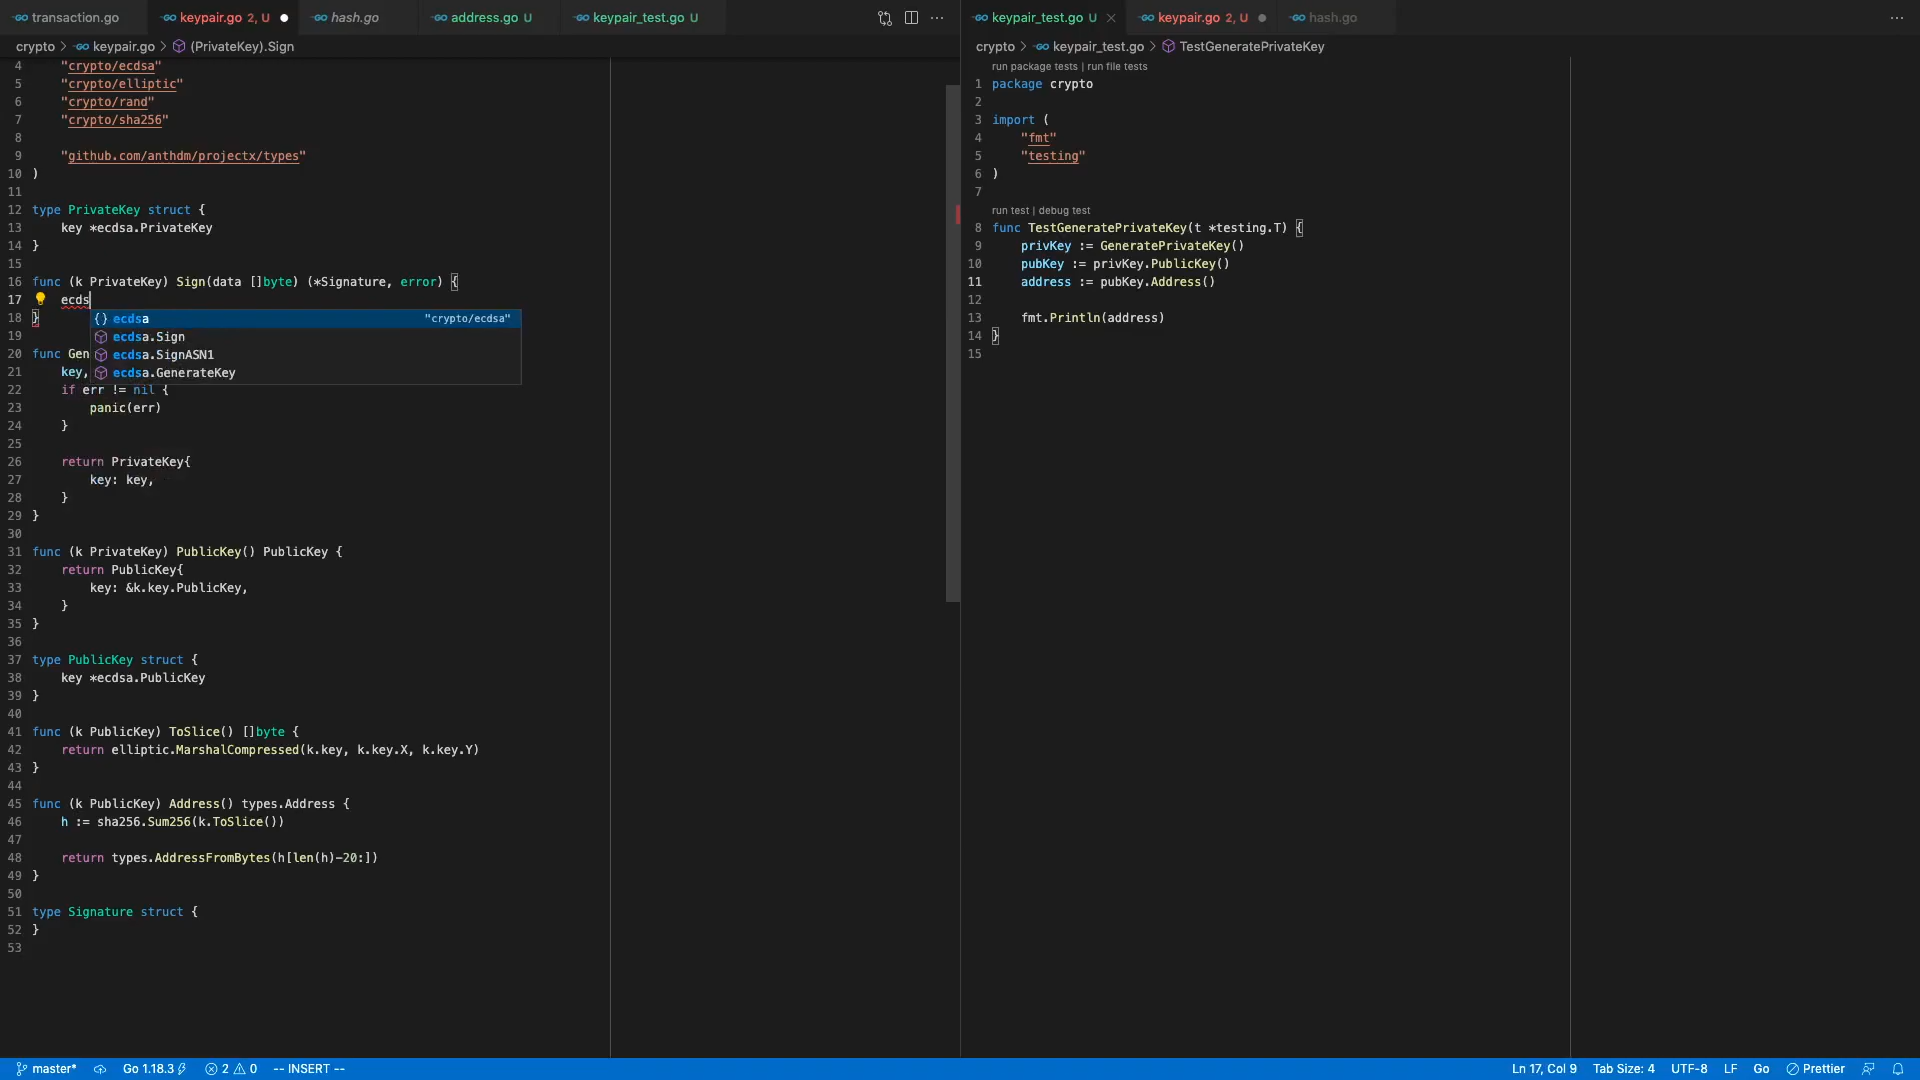 transaction.go
keypair.go 2, U
hash.go
address.go U
keypair_test.go U
crypto > keypair.go > (PrivateKey).Sign
4 "crypto/ecdsa"
5 "crypto/elliptic"
6 "crypto/rand"
7 "crypto/sha256"
8
9 "github.com/anthdm/projectx/types"
10 )
11
12 type PrivateKey struct {
13 key *ecdsa.PrivateKey
14 }
15
16 func (k PrivateKey) Sign(data []byte) (*Signature, error) {
17 ecds
18 }
19
20 func Gen
21 key,
22 if err != nil {
23 panic(err)
24 }
25
26 return PrivateKey{
27 key: key,
28 }
29 }
30
31 func (k PrivateKey) PublicKey() PublicKey {
32 return PublicKey{
33 key: &k.key.PublicKey,
34 }
35 }
36
37 type PublicKey struct {
38 key *ecdsa.PublicKey
39 }
40
41 func (k PublicKey) ToSlice() []byte {
42 return elliptic.MarshalCompressed(k.key, k.key.X, k.key.Y)
43 }
44
45 func (k PublicKey) Address() types.Address {
46 h := sha256.Sum256(k.ToSlice())
47
48 return types.AddressFromBytes(h[len(h)-20:])
49 }
50
51 type Signature struct {
52 }
53
{} ecdsa "crypto/ecdsa"
ecdsa.Sign
ecdsa.SignASN1
ecdsa.GenerateKey
keypair_test.go U
keypair.go 2, U
hash.go
crypto > keypair_test.go > TestGeneratePrivateKey
run package tests | run file tests
1 package crypto
2
3 import (
4 "fmt"
5 "testing"
6 )
7
run test | debug test
8 func TestGeneratePrivateKey(t *testing.T) {
9 privKey := GeneratePrivateKey()
10 pubKey := privKey.PublicKey()
11 address := pubKey.Address()
12
13 fmt.Println(address)
14 }
15
master* Go 1.18.3 2 0 -- INSERT -- Ln 17, Col 9 Tab Size: 4 UTF-8 LF Go Prettier